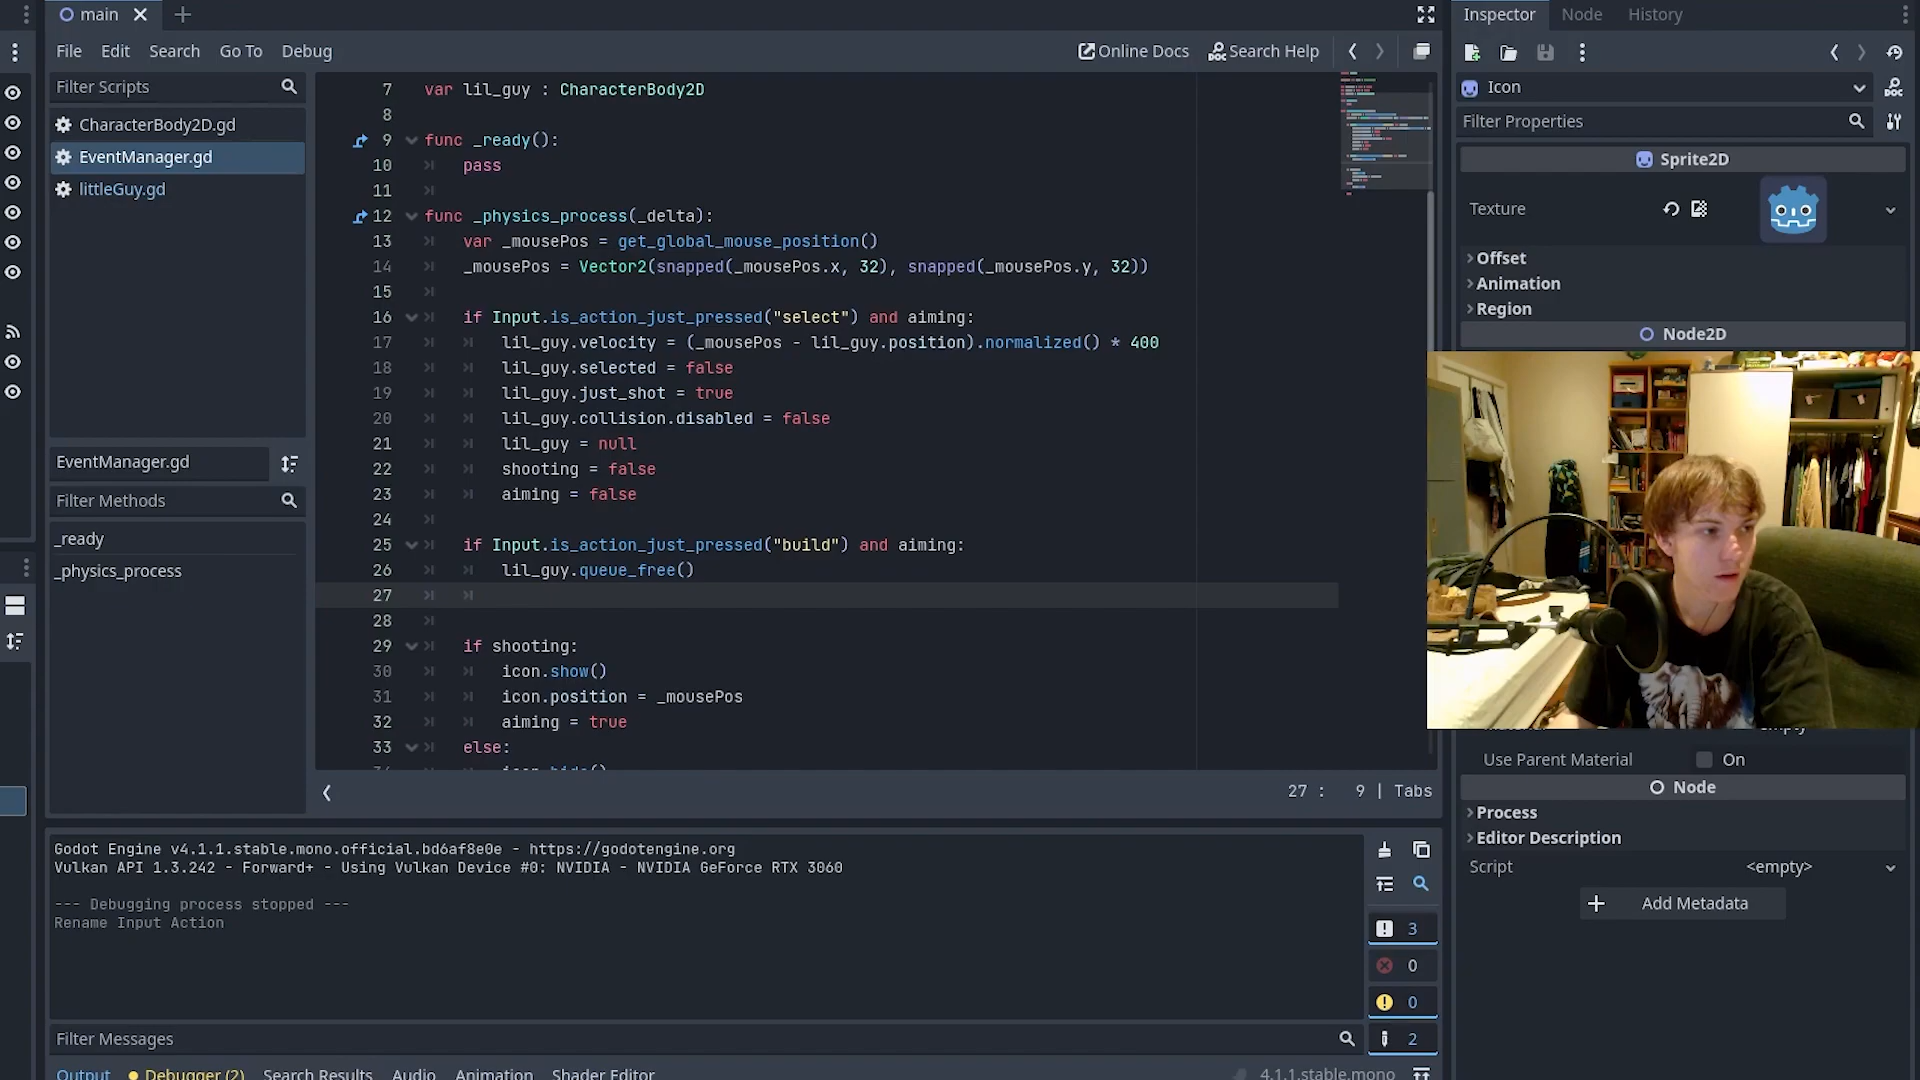 main
File Edit Search Go To Debug
Online Docs Search Help
Filter Scripts
CharacterBody2D.gd
EventManager.gd
littleGuy.gd
EventManager.gd
Filter Methods
_ready
_physics_process
7 var lil_guy : CharacterBody2D
8
9 func _ready():
10 pass
11
12 func _physics_process(_delta):
13 var _mousePos = get_global_mouse_position()
14 _mousePos = Vector2(snapped(_mousePos.x, 32), snapped(_mousePos.y, 32))
15
16 if Input.is_action_just_pressed("select") and aiming:
17 lil_guy.velocity = (_mousePos - lil_guy.position).normalized() * 400
18 lil_guy.selected = false
19 lil_guy.just_shot = true
20 lil_guy.collision.disabled = false
21 lil_guy = null
22 shooting = false
23 aiming = false
24
25 if Input.is_action_just_pressed("build") and aiming:
26 lil_guy.queue_free()
27
28
29 if shooting:
30 icon.show()
31 icon.position = _mousePos
32 aiming = true
33 else:
34 icon.hide()
27 : 9 | Tabs
Godot Engine v4.1.1.stable.mono.official.bd6af8e0e - https://godotengine.org
Vulkan API 1.3.242 - Forward+ - Using Vulkan Device #0: NVIDIA - NVIDIA GeForce RTX 3060
--- Debugging process stopped ---
Rename Input Action
3
0
0
2
Filter Messages
Output Debugger (2) Search Results Audio Animation Shader Editor
4.1.1.stable.mono
Inspector Node History
Icon
Filter Properties
Sprite2D
Texture
Offset
Animation
Region
Node2D
Use Parent Material On
Node
Process
Editor Description
Script <empty>
Add Metadata